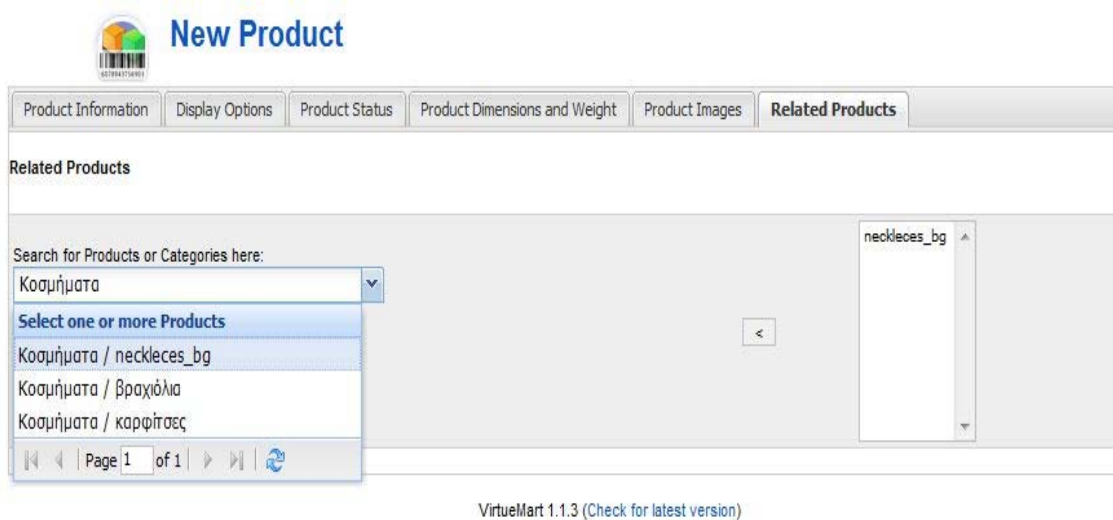 New Product
Product Information Display Options Product Status Product Dimensions and Weight Product Images Related Products
Related Products
Search for Products or Categories here:
Κοσμήματα
Select one or more Products
Κοσμήματα / neckleces_bg
Κοσμήματα / βραχιόλια
Κοσμήματα / καρφίτσες
Page 1 of 1
<
neckleces_bg
VirtueMart 1.1.3 (Check for latest version)